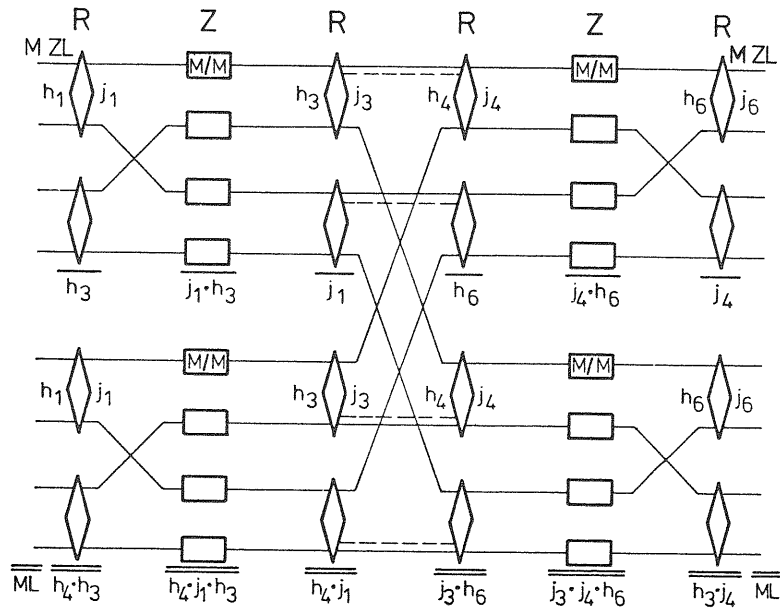 R Z R R Z R
M ZL M/M M/M M ZL
h₁ j₁ h₃ j₃ h₄ j₄ h₆ j₆
h₃ j₁·h₃ j₁ h₆ j₄·h₆ j₄
M/M M/M
h₁ j₁ h₃ j₃ h₄ j₄ h₆ j₆
ML h₄·h₃ h₄·j₁·h₃ h₄·j₁ j₃·h₆ j₃·j₄·h₆ h₃·j₄ ML